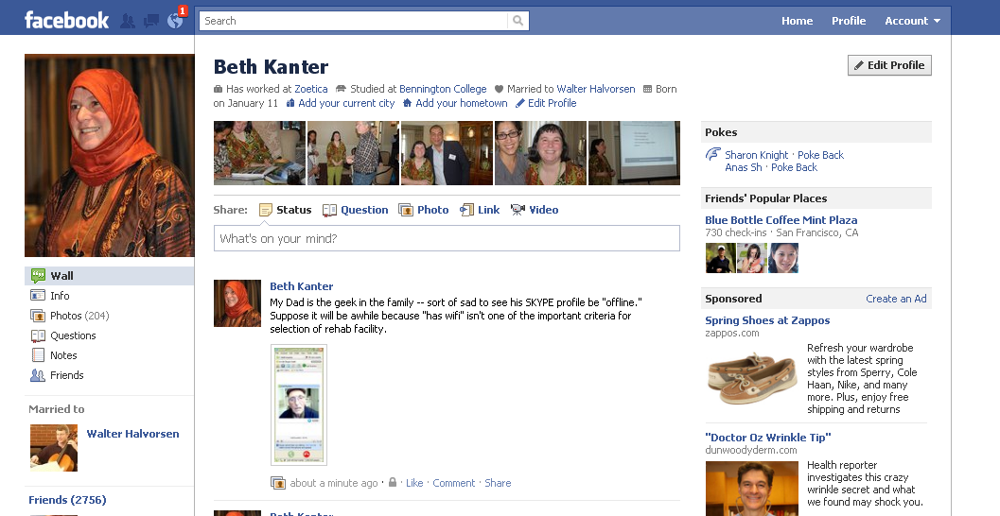 facebook
1
Search
Home Profile Account
Beth Kanter
Edit Profile
Has worked at Zoetica Studied at Bennington College Married to Walter Halvorsen Born
on January 11 Add your current city Add your hometown Edit Profile
Share: Status Question Photo Link Video
What's on your mind?
Wall
Info
Photos (204)
Questions
Notes
Friends
Married to
Walter Halvorsen
Friends (2756)
Beth Kanter
My Dad is the geek in the family -- sort of sad to see his SKYPE profile be "offline."
Suppose it will be awhile because "has wifi" isn't one of the important criteria for
selection of rehab facility.
about a minute ago · Like · Comment · Share
Beth Kanter
Pokes
Sharon Knight · Poke Back
Anas Sh · Poke Back
Friends' Popular Places
Blue Bottle Coffee Mint Plaza
730 check-ins · San Francisco, CA
Sponsored Create an Ad
Spring Shoes at Zappos
zappos.com
Refresh your wardrobe
with the latest spring
styles from Sperry, Cole
Haan, Nike, and many
more. Plus, enjoy free
shipping and returns
"Doctor Oz Wrinkle Tip"
dunwoodyderm.com
Health reporter
investigates this crazy
wrinkle secret and what
we found may shock you.